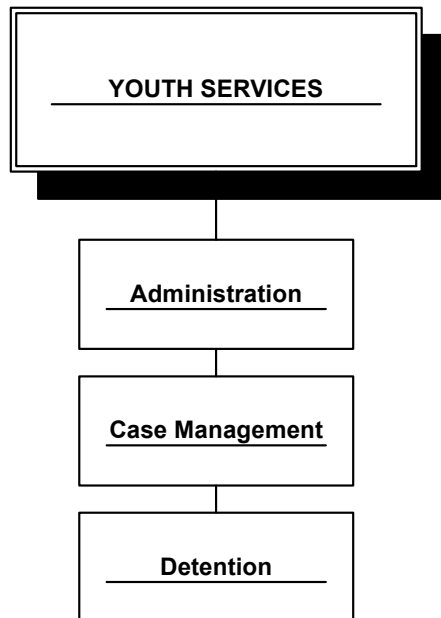 YOUTH SERVICES
Administration
Case Management
Detention